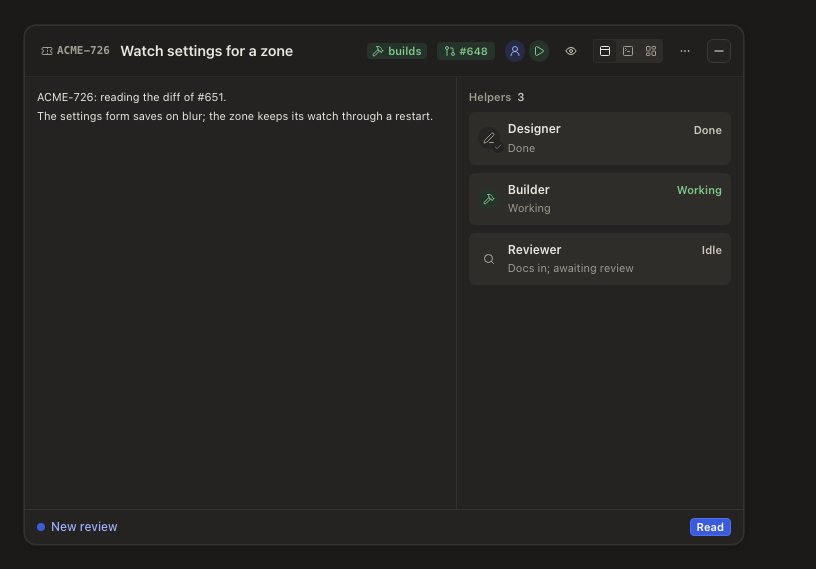 ACME-726 Watch settings for a zone builds #648
ACME-726: reading the diff of #651.
The settings form saves on blur; the zone keeps its watch through a restart.
Helpers 3
Designer Done
Done
Builder Working
Working
Reviewer Idle
Docs in; awaiting review
New review Read